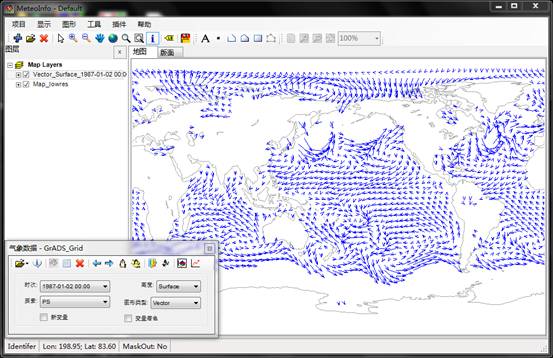 MeteoInfo - Default
项目 显示 图形 工具 插件 帮助
100%
图层 x
地图 版面
Map Layers
Vector_Surface_1987-01-02 00:0
Map_lowres
气象数据 - GrADS_Grid
时次: 1987-01-02 00:00 高度: Surface
要素: PS 图形类型: Vector
新变量 变量着色
Identifer Lon: 198.95; Lat: 83.60 MaskOut: No